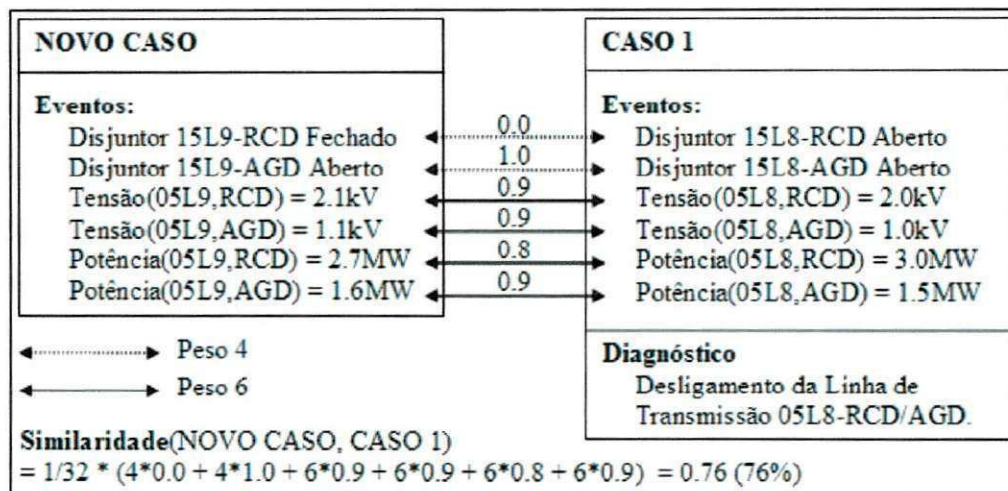 NOVO CASO
Eventos:
Disjuntor 15L9-RCD Fechado
Disjuntor 15L9-AGD Aberto
Tensão(05L9,RCD) = 2.1kV
Tensão(05L9,AGD) = 1.1kV
Potência(05L9,RCD) = 2.7MW
Potência(05L9,AGD) = 1.6MW
0.0
1.0
0.9
0.9
0.8
0.9
CASO 1
Eventos:
Disjuntor 15L8-RCD Aberto
Disjuntor 15L8-AGD Aberto
Tensão(05L8,RCD) = 2.0kV
Tensão(05L8,AGD) = 1.0kV
Potência(05L8,RCD) = 3.0MW
Potência(05L8,AGD) = 1.5MW
Diagnóstico
Desligamento da Linha de
Transmissão 05L8-RCD/AGD.
Peso 4
Peso 6
Similaridade(NOVO CASO, CASO 1)
= 1/32 * (4*0.0 + 4*1.0 + 6*0.9 + 6*0.9 + 6*0.8 + 6*0.9) = 0.76 (76%)